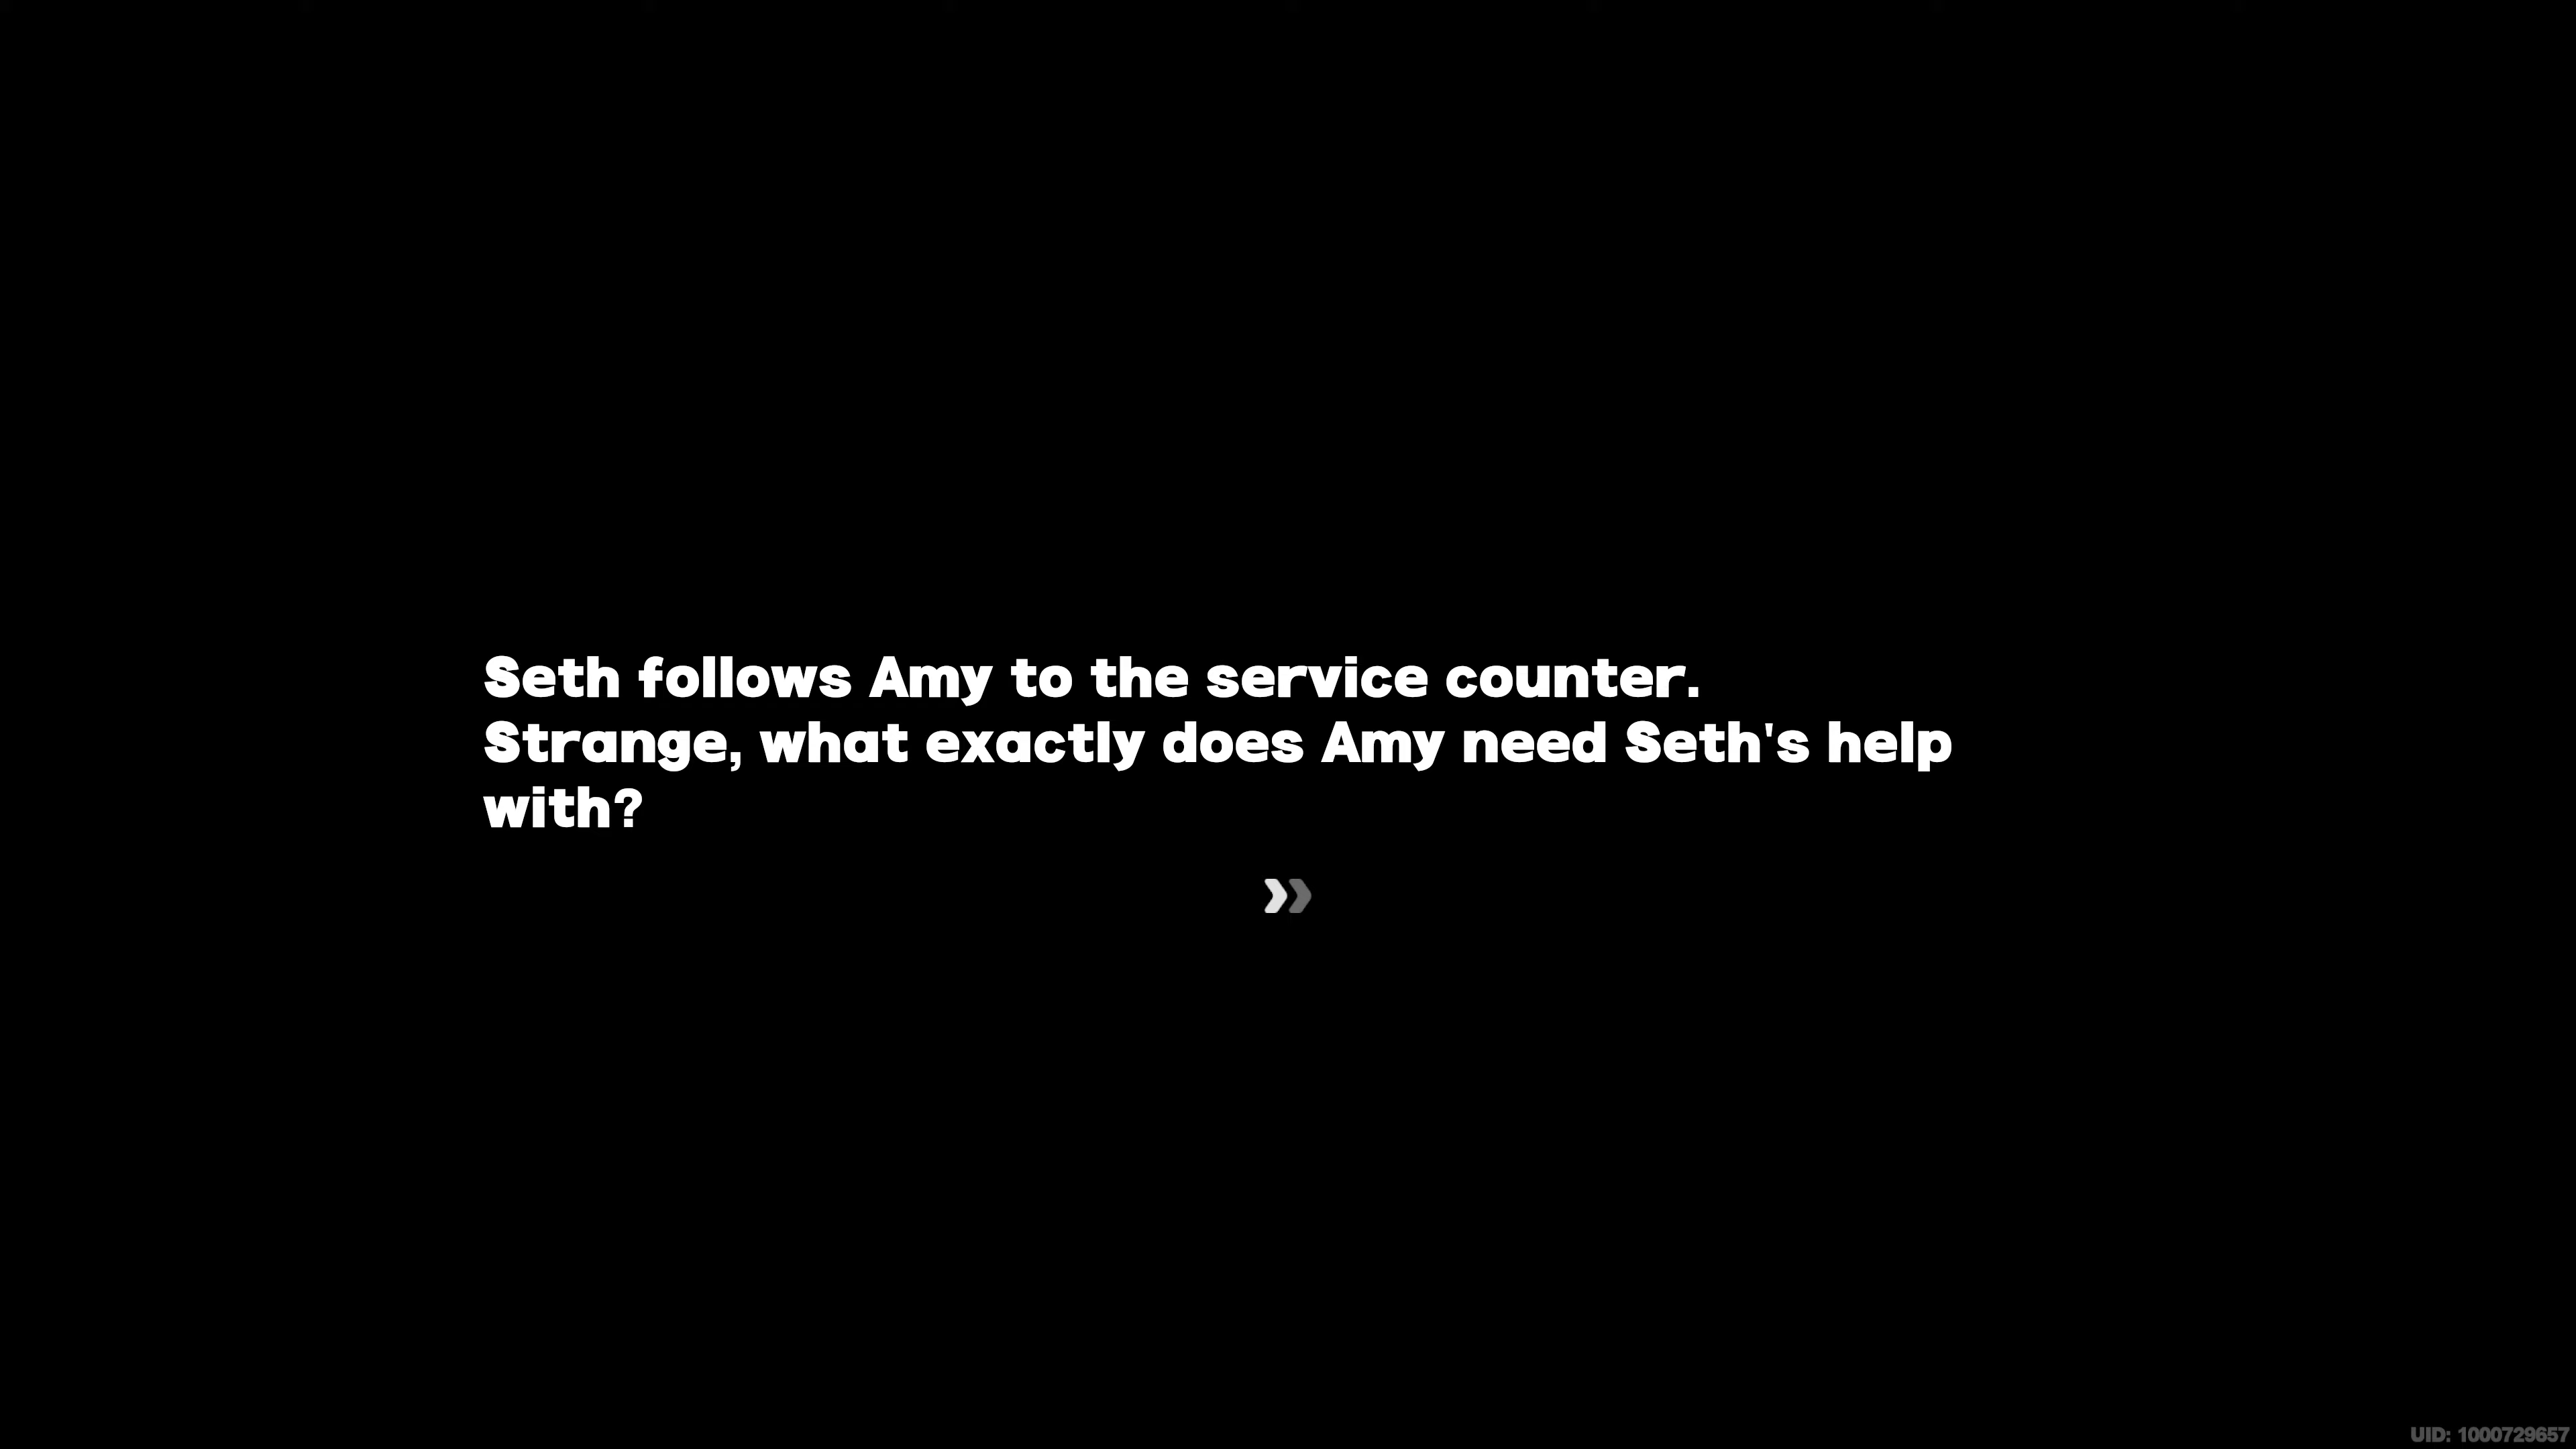 Seth follows Amy to the service counter.
Strange, what exactly does Amy need Seth's help
with?
UID: 1000729657